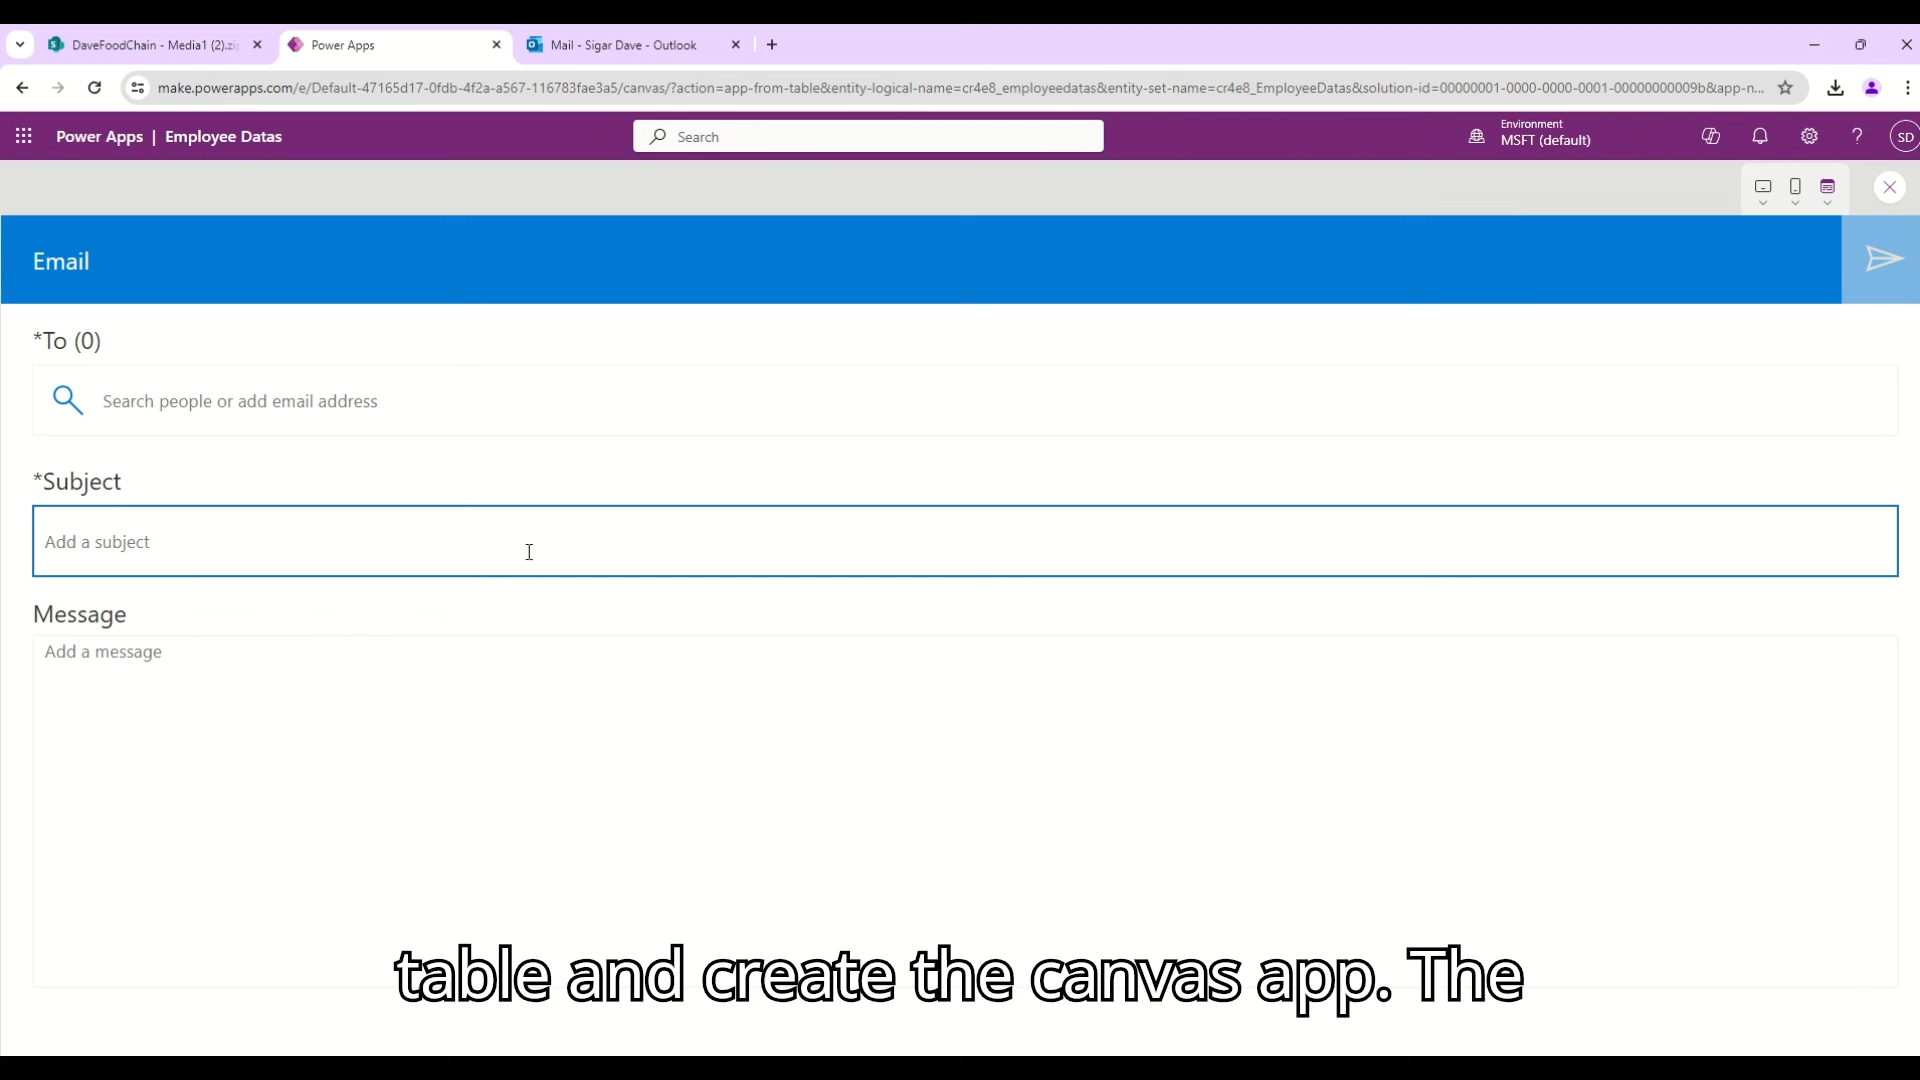 DaveFoodChain - Media1 (2).zi
Power Apps
Mail - Sigar Dave - Outlook
make.powerapps.com/e/Default-47165d17-0fdb-4f2a-a567-116783fae3a5/canvas/?action=app-from-table&entity-logical-name=cr4e8_employeedatas&entity-set-name=cr4e8_EmployeeDatas&solution-id=00000001-0000-0000-0001-00000000009b&app-n...
Power Apps | Employee Datas
Search
Environment
MSFT (default)
SD
Email
*To (0)
Search people or add email address
*Subject
Add a subject
Message
Add a message
table and create the canvas app. The